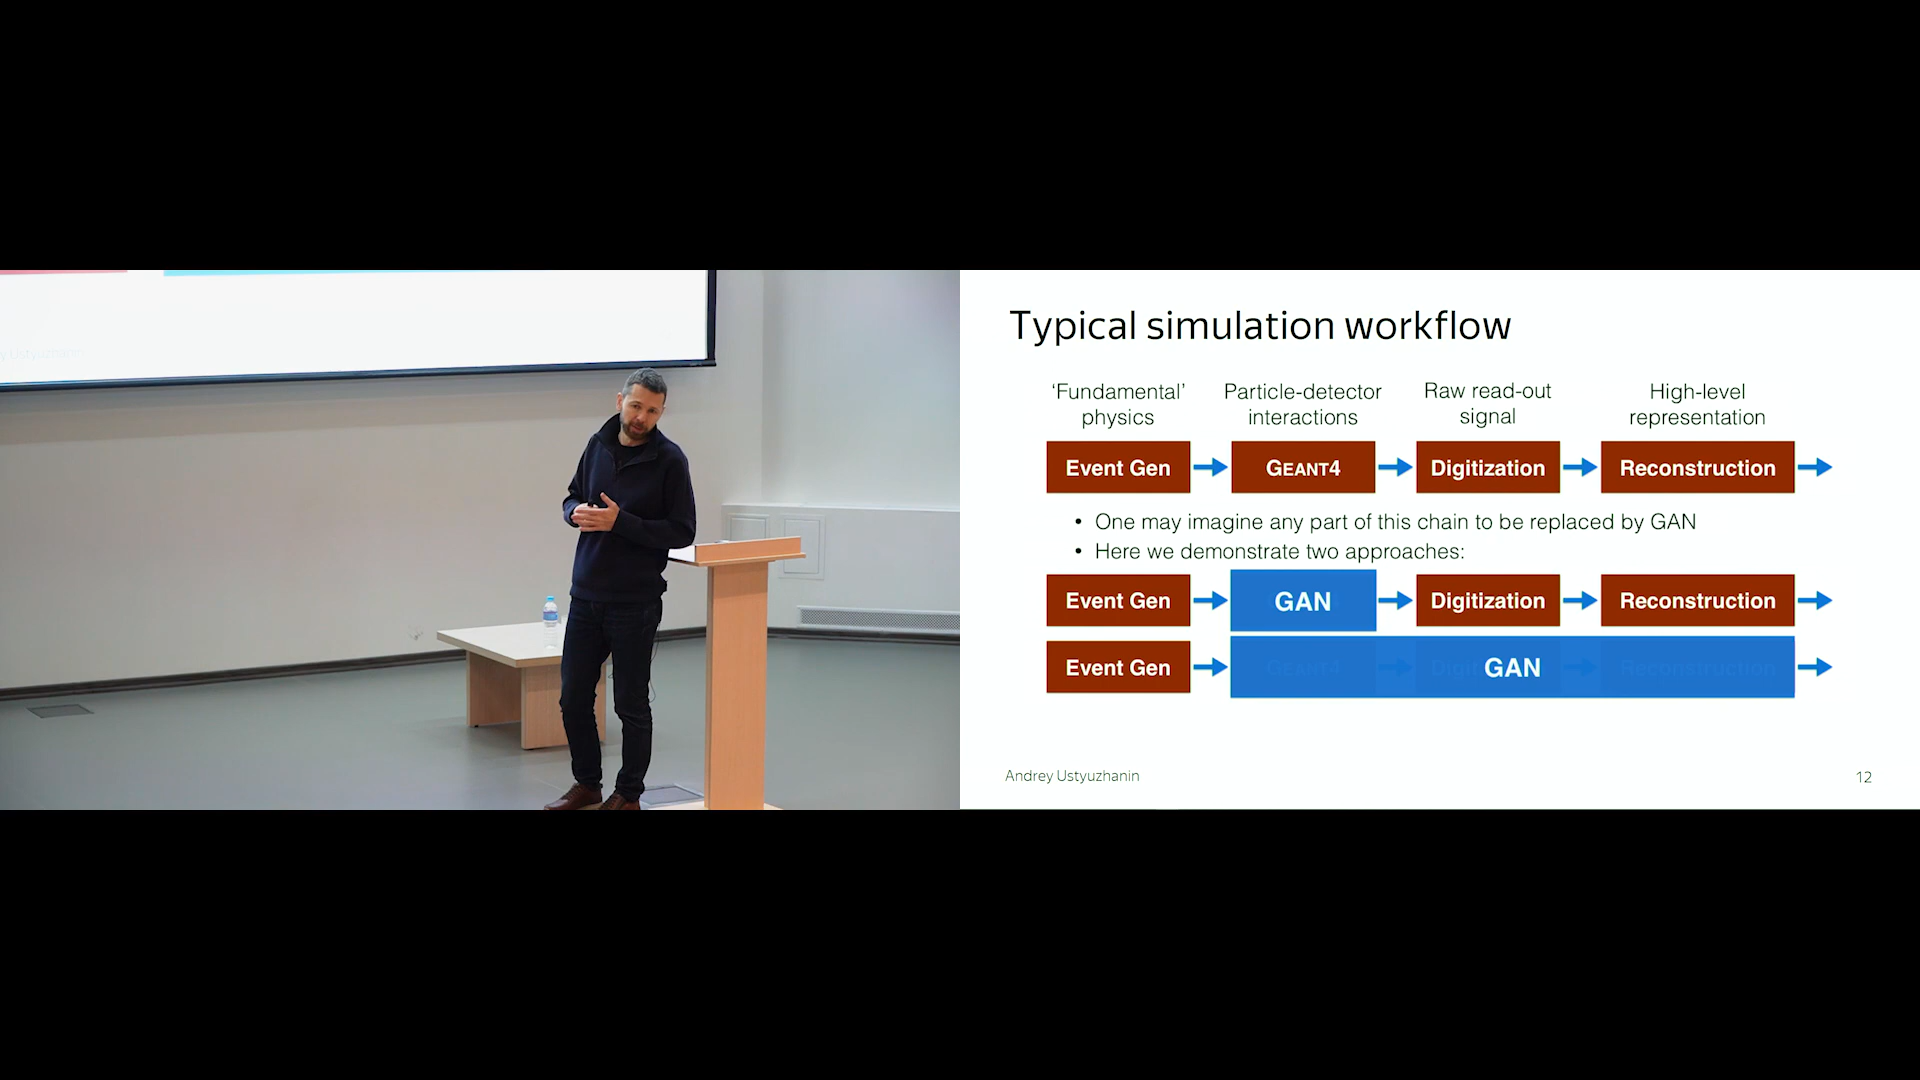 Typical simulation workflow
‘Fundamental’ physics
Particle-detector interactions
Raw read-out signal
High-level representation
Event Gen
GEANT4
Digitization
Reconstruction
• One may imagine any part of this chain to be replaced by GAN
• Here we demonstrate two approaches:
Event Gen
GAN
Digitization
Reconstruction
Event Gen
GAN
Andrey Ustyuzhanin
12